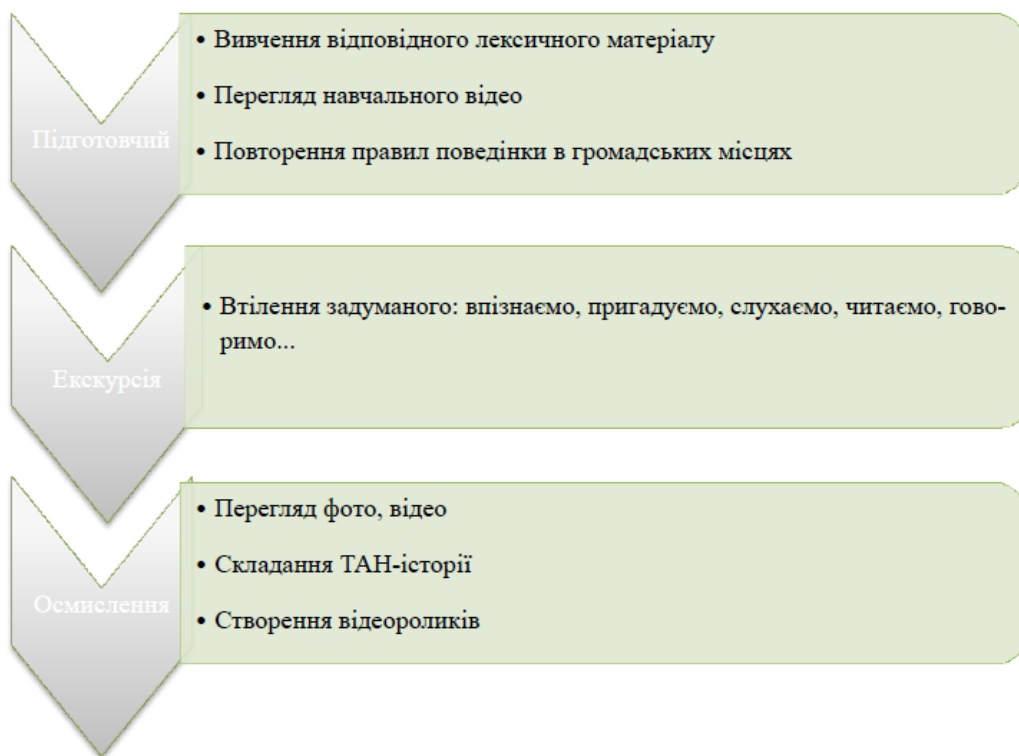 Підготовчий
• Вивчення відповідного лексичного матеріалу
• Перегляд навчального відео
• Повторення правил поведінки в громадських місцях
Екскурсія
• Втілення задуманого: впізнаємо, пригадуємо, слухаємо, читаємо, гово-
римо...
Осмислення
• Перегляд фото, відео
• Складання ТАН-історії
• Створення відеороликів